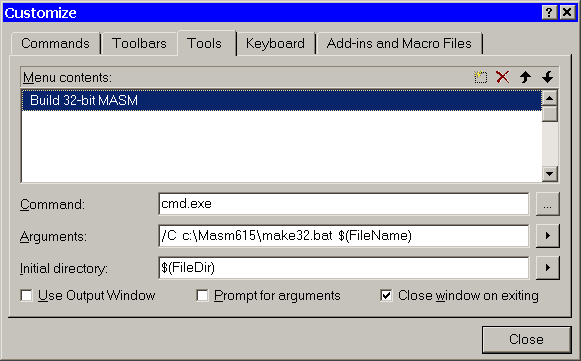 Customize
Commands Toolbars Tools Keyboard Add-ins and Macro Files
Menu contents:
Build 32-bit MASM
Command: cmd.exe ...
Arguments: /C c:\Masm615\make32.bat $(FileName)
Initial directory: $(FileDir)
Use Output Window Prompt for arguments Close window on exiting
Close